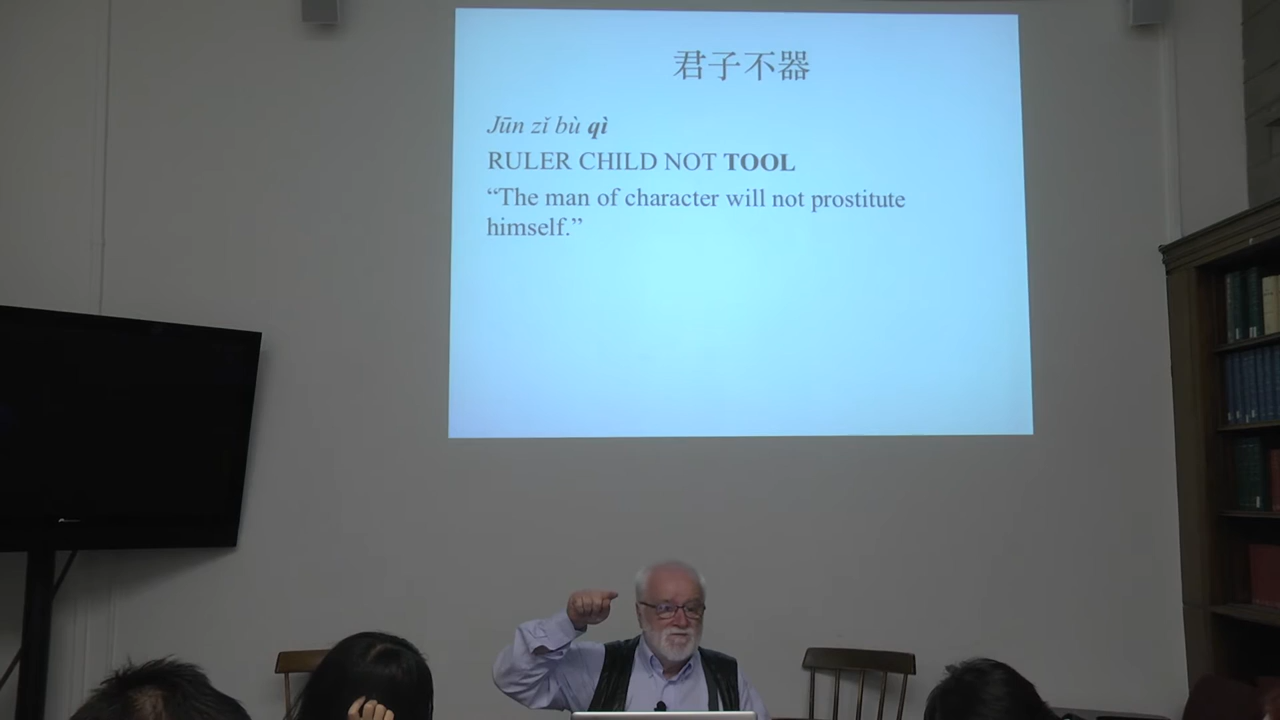 君子不器
Jūn zǐ bù qì
RULER CHILD NOT TOOL
“The man of character will not prostitute
himself.”